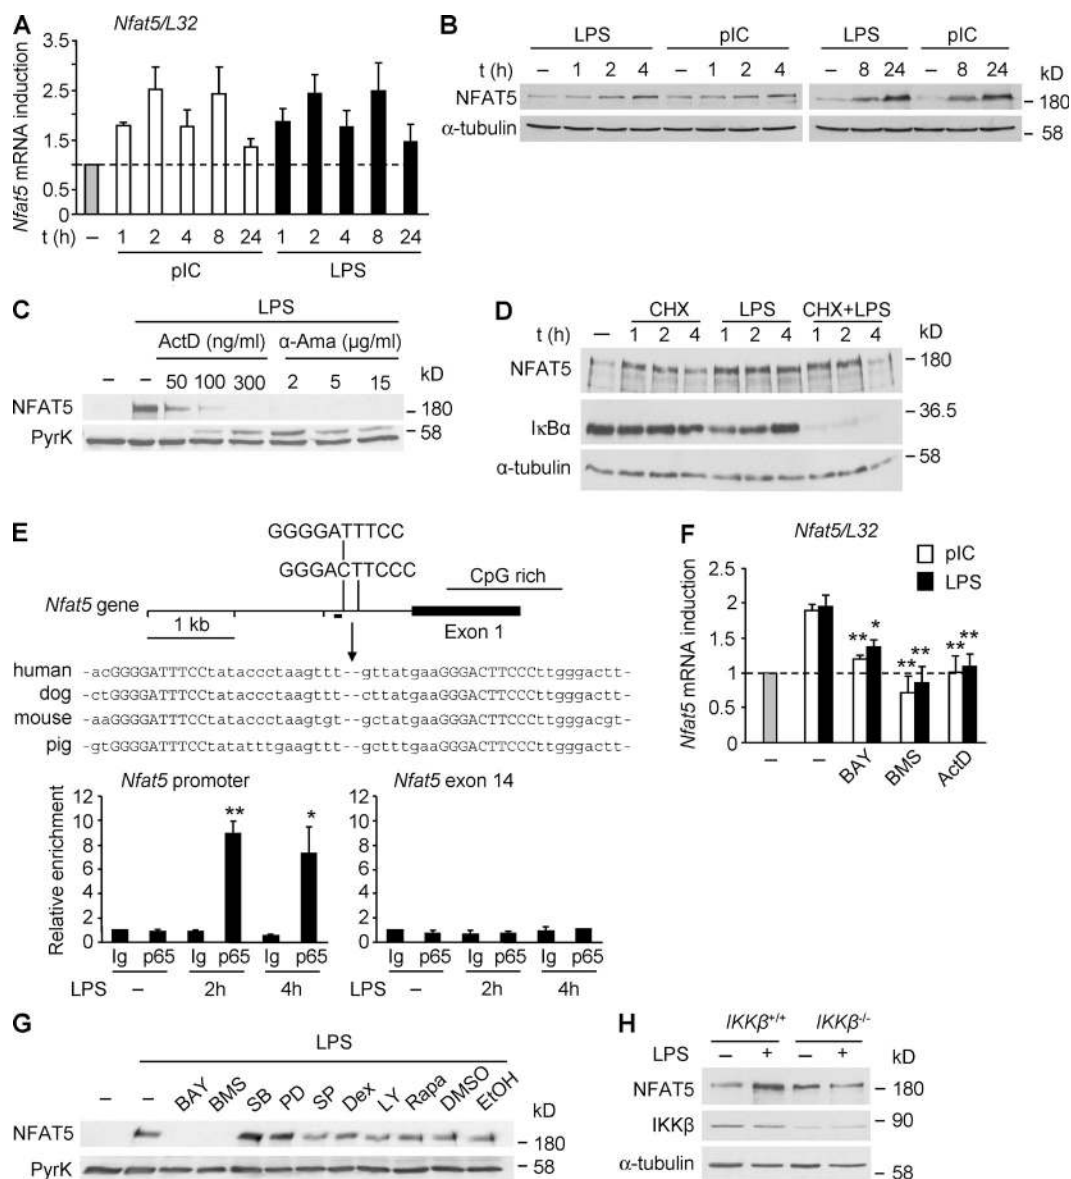 A
Nfat5/L32
Nfat5 mRNA induction
3.5
2.5
1.5
0.5
0
t (h)
– 1 2 4 8 24 1 2 4 8 24
pIC LPS
B
LPS pIC LPS pIC
t (h) – 1 2 4 – 1 2 4 – 8 24 – 8 24 kD
NFAT5 – 180
α-tubulin – 58
C
LPS
ActD (ng/ml) α-Ama (µg/ml)
– – 50 100 300 2 5 15 kD
NFAT5 – 180
PyrK – 58
D
CHX LPS CHX+LPS kD
t (h) – 1 2 4 1 2 4 1 2 4
NFAT5 – 180
– 36.5
IκBα
– 58
α-tubulin
E
GGGGATTTCC
GGGACTTCCC
CpG rich
Nfat5 gene
1 kb Exon 1
human -acGGGGATTTCCtataccctaagttt--gttatgaaGGGACTTCCCttgggactt-
dog -ctGGGGATTTCCtataccctaagttt--gctatgaaGGGACTTCCCttgggactt-
mouse -aaGGGGATTTCCtataccctaagtgt--gctatgaaGGGACTTCCCttgggacgt-
pig -gtGGGGATTTCCtatatttgaagttt--gctttgaaGGGACTTCCCttgggactt-
Nfat5 promoter Nfat5 exon 14
Relative enrichment
12 12
10 10
8 8
6 6
4 4
2 2
0 0
** *
Ig p65 Ig p65 Ig p65 Ig p65 Ig p65 Ig p65
LPS – 2h 4h LPS – 2h 4h
F
Nfat5/L32
pIC
LPS
Nfat5 mRNA induction
2.5
2
1.5
1
0.5
0
** * ** ** ** **
– – BAY BMS ActD
G
LPS
– – BAY BMS SB PD SP Dex LY Rapa DMSO EtOH kD
NFAT5 – 180
PyrK – 58
H
IKKβ+/+ IKKβ-/-
LPS – + – + kD
NFAT5 – 180
IKKβ – 90
α-tubulin – 58